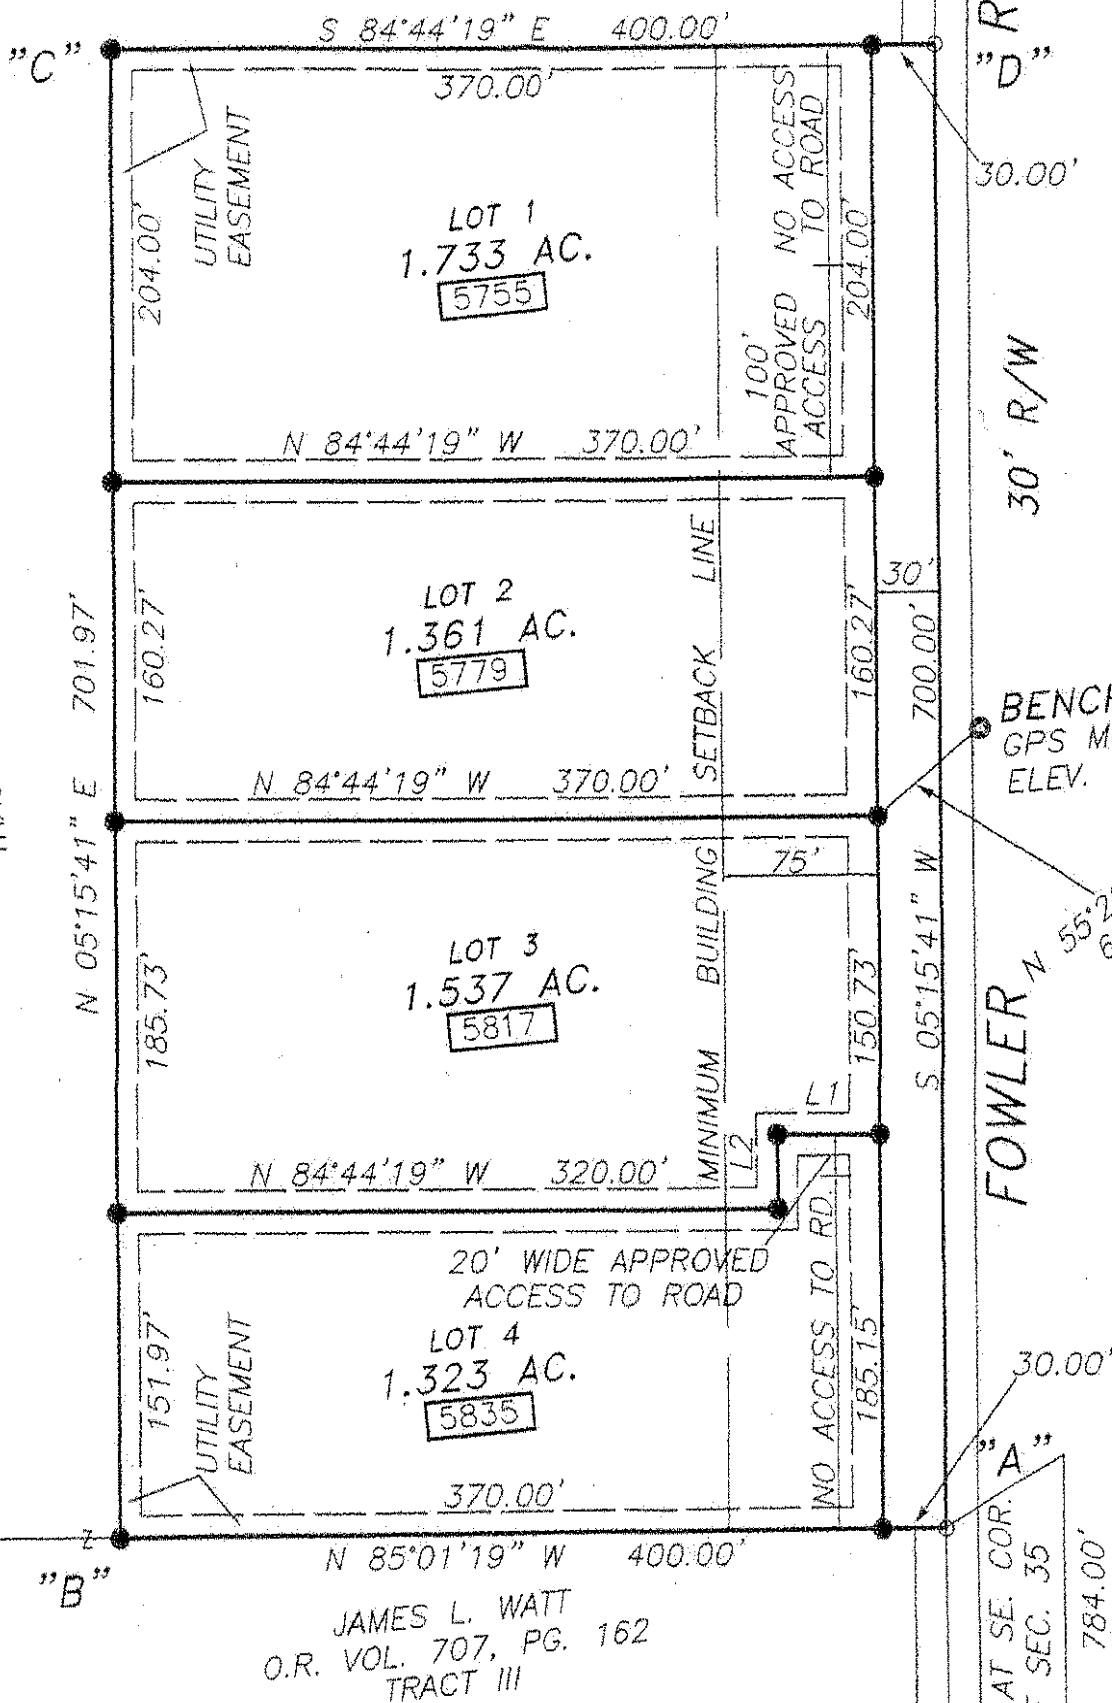 S 84°44'19" E 400.00'
"C"
"D"
R
370.00'
30.00'
UTILITY
EASEMENT
204.00'
LOT 1
1.733 AC.
5755
NO ACCESS
TO ROAD
100'
APPROVED
ACCESS
204.00'
30' R/W
N 84°44'19" W 370.00'
LOT 2
1.361 AC.
5779
160.27'
160.27'
30'
700.00'
N 05°15'41" E 701.97'
MINIMUM BUILDING SETBACK LINE
N 84°44'19" W 370.00'
GPS
ELEV.
75'
LOT 3
1.537 AC.
5817
185.73'
150.73'
S 05°15'41" W
FOWLER
L1
L2
N 84°44'19" W 320.00'
20' WIDE APPROVED
ACCESS TO ROAD
LOT 4
1.323 AC.
5835
151.97'
UTILITY
EASEMENT
NO ACCESS TO RD.
185.15'
30.00'
"A"
370.00'
N 85°01'19" W 400.00'
"B"
JAMES L. WATT
O.R. VOL. 707, PG. 162
TRACT III
AT SE. COR.
SEC. 35
784.00'